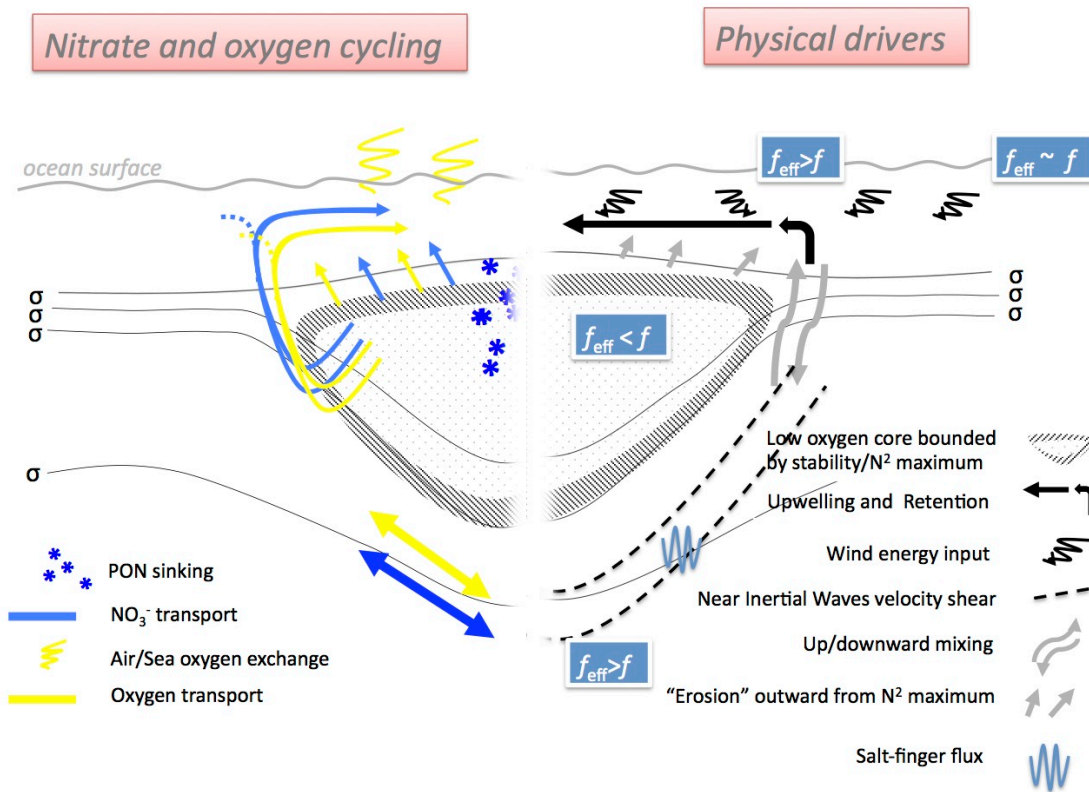 Nitrate and oxygen cycling
Physical drivers
ocean surface
f_eff>f
f_eff ~ f
σ
σ
σ
σ
σ
σ
f_eff < f
σ
Low oxygen core bounded
by stability/N² maximum
Upwelling and Retention
Wind energy input
Near Inertial Waves velocity shear
Up/downward mixing
"Erosion" outward from N² maximum
Salt-finger flux
f_eff>f
PON sinking
NO₃⁻ transport
Air/Sea oxygen exchange
Oxygen transport